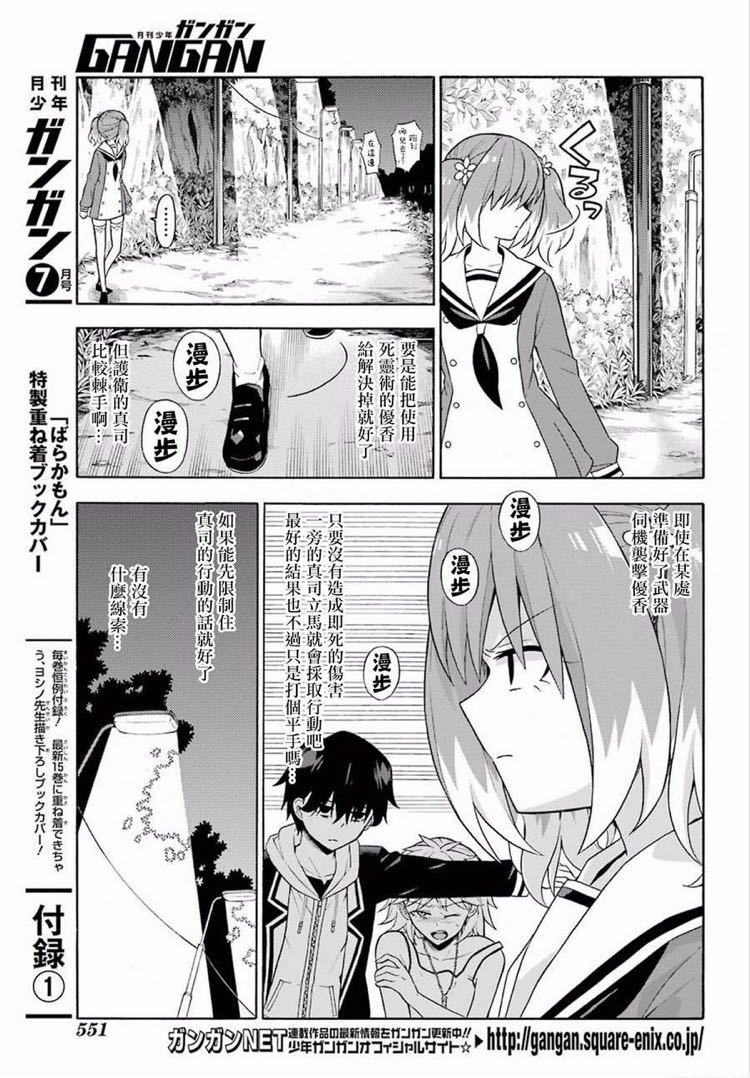 月刊少年
ガンガン
GANGAN
くるっ
跑到
哪兒去了?
在這邊
……
要是能把使用
死靈術的優香
給解決掉就好了
漫步
漫步
但護衛的真司
比較棘手啊…
即使在某處
準備好了武器
伺機襲擊優香
漫步
漫步
漫步
只要沒有造成即死的傷害
一旁的真司立馬就會採取行動吧
最好的結果也不過只是打個平手嗎…
如果能先限制住
真司的行動的話就好了
有沒有
什麼線索…
月刊少年
ガンガン7月号
「ばらかもん」
特製重ね着ブックカバー
毎巻恒例付録! 最新15巻に重ね着できちゃ
う、ヨシノ先生描き下ろしブックカバー!
付録①
551
ガンガンNET
連載作品の最新情報をガンガン更新中!!
少年ガンガンオフィシャルサイト☆
http://gangan.square-enix.co.jp/